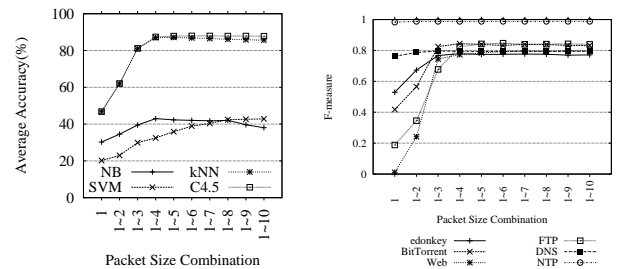 Average Accuracy(%)
100
80
60
40
20
0
NB
kNN
SVM
C4.5
1
1~2
1~3
1~4
1~5
1~6
1~7
1~8
1~9
1~10
Packet Size Combination
F-measure
1
0.8
0.6
0.4
0.2
0
1
1~2
1~3
1~4
1~5
1~6
1~7
1~8
1~9
1~10
Packet Size Combination
edonkey
FTP
BitTorrent
DNS
Web
NTP